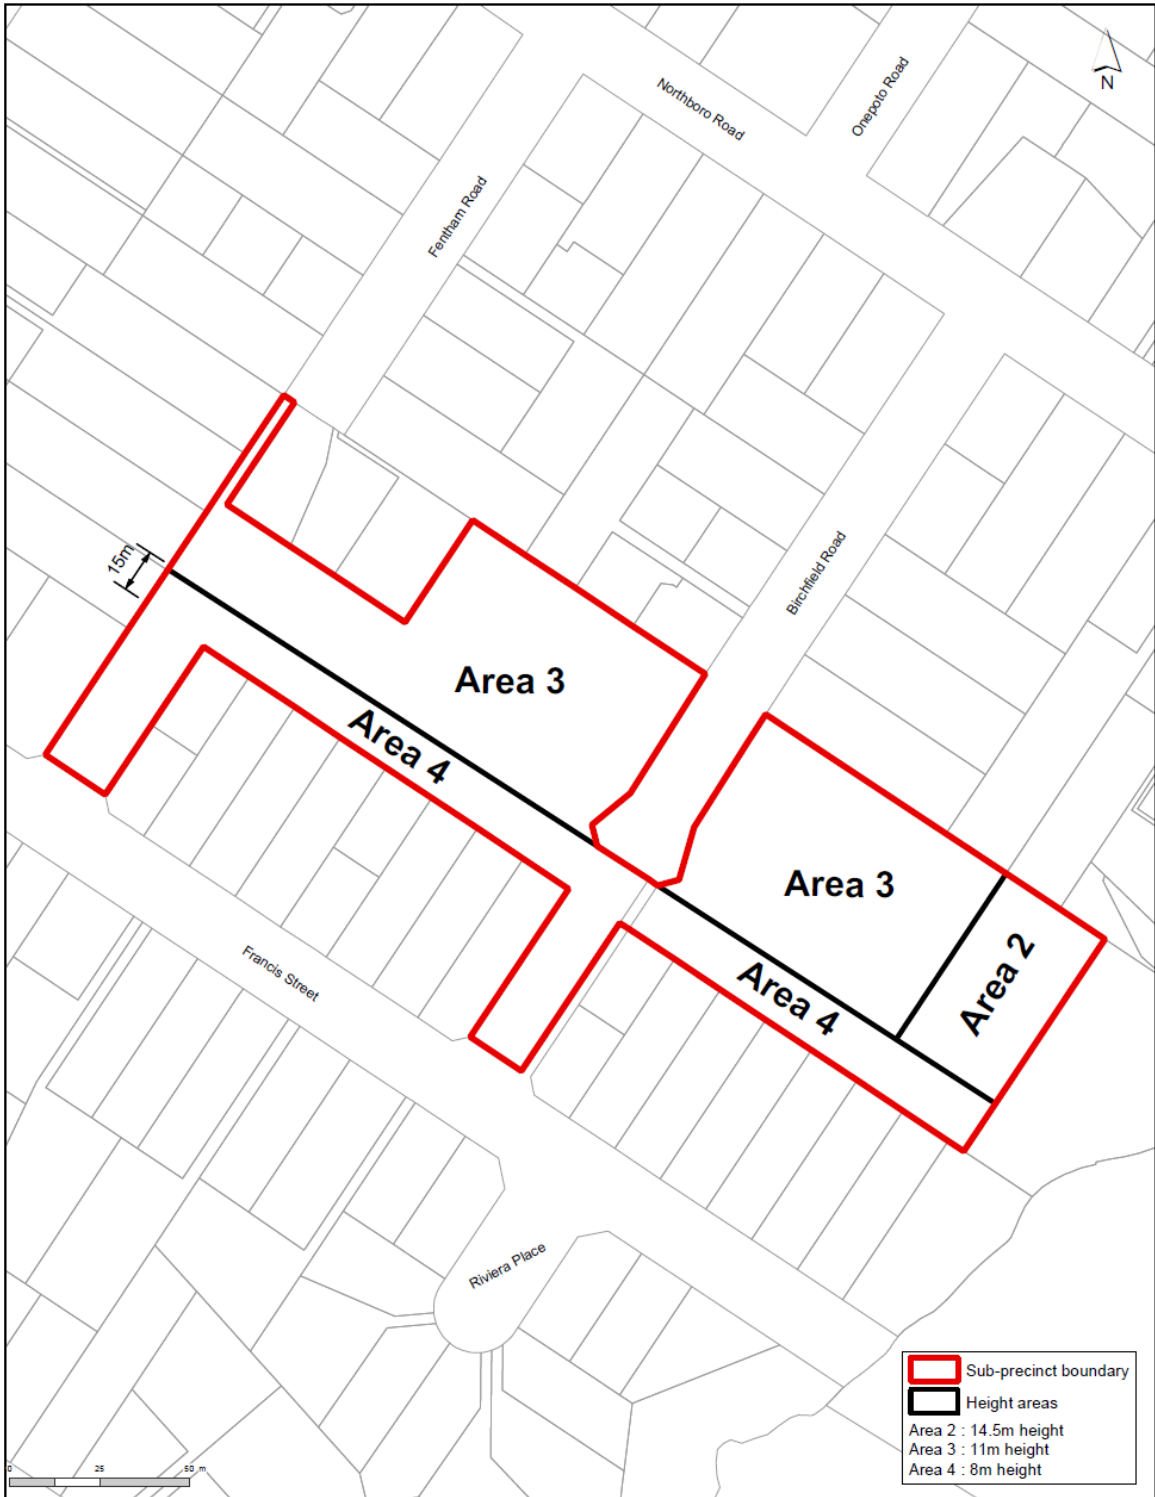 Northboro Road
Onepoto Road
N
Fentham Road
15m
Birchfield Road
Area 3
Area 4
Area 3
Area 2
Area 4
Francis Street
Riviera Place
Sub-precinct boundary
Height areas
Area 2 : 14.5m height
Area 3 : 11m height
Area 4 : 8m height
0 25 50 m